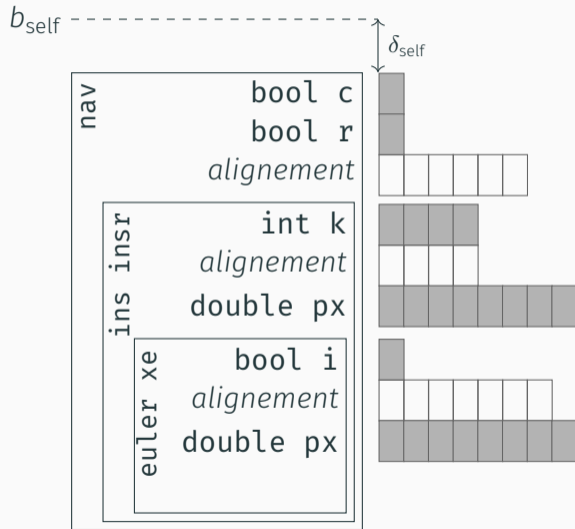 b_self
δ_self
nav
bool c
bool r
alignement
ins insr
int k
alignement
double px
euler xe
bool i
alignement
double px